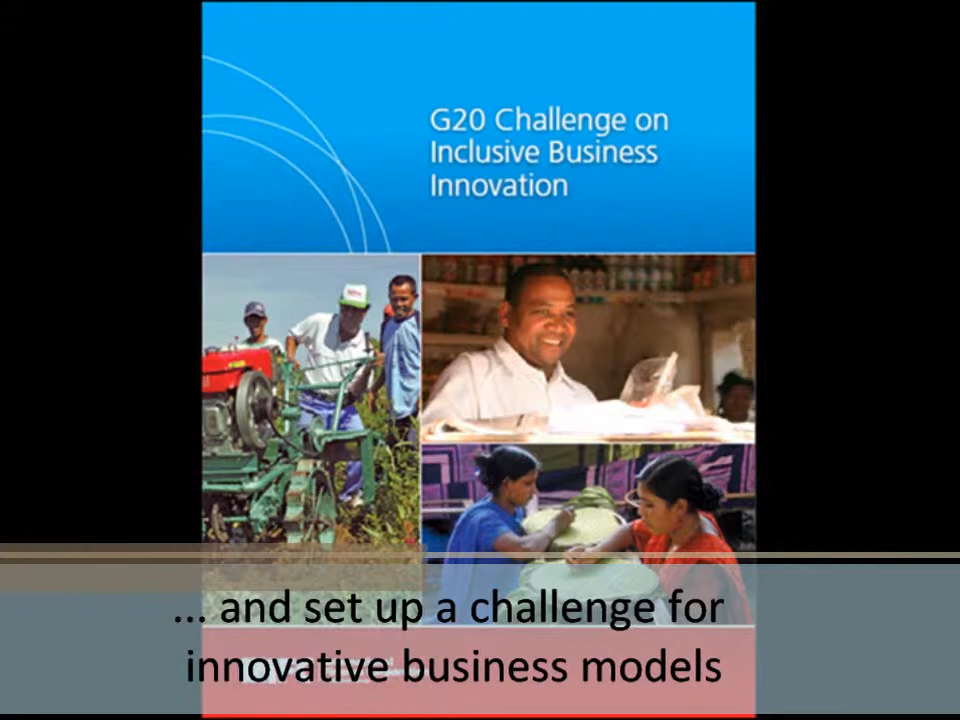 G20 Challenge on
Inclusive Business
Innovation
... and set up a challenge for
innovative business models